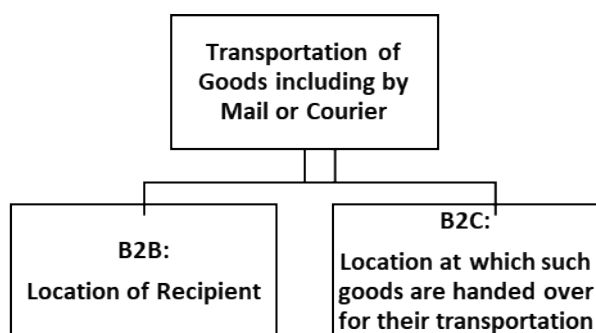 Transportation of
Goods including by
Mail or Courier
B2B:
Location of Recipient
B2C:
Location at which such
goods are handed over
for their transportation